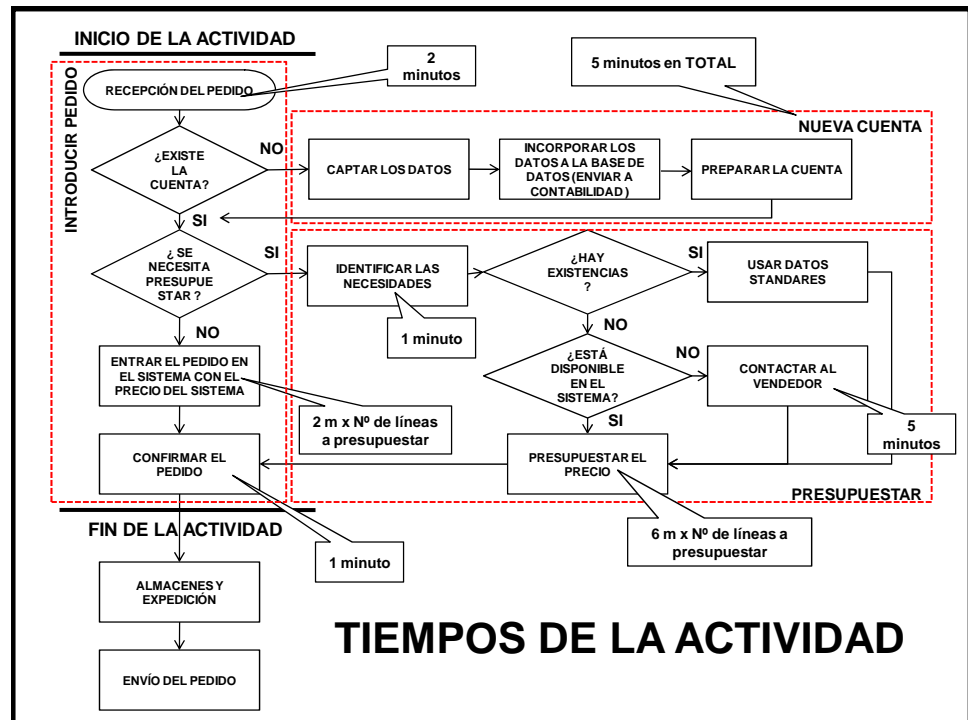 INICIO DE LA ACTIVIDAD
2
minutos
5 minutos en TOTAL
INTRODUCIR PEDIDO
RECEPCIÓN DEL PEDIDO
NUEVA CUENTA
¿EXISTE
LA
CUENTA?
NO
CAPTAR LOS DATOS
INCORPORAR LOS
DATOS A LA BASE DE
DATOS (ENVIAR A
CONTABILIDAD)
PREPARAR LA CUENTA
SI
¿ SE
NECESITA
PRESUPUE
STAR ?
SI
IDENTIFICAR LAS
NECESIDADES
¿HAY
EXISTENCIAS
?
SI
USAR DATOS
STANDARES
1 minuto
NO
NO
ENTRAR EL PEDIDO EN
EL SISTEMA CON EL
PRECIO DEL SISTEMA
¿ESTÁ
DISPONIBLE
EN EL
SISTEMA?
NO
CONTACTAR AL
VENDEDOR
2 m x Nº de líneas
a presupuestar
5
minutos
SI
CONFIRMAR EL
PEDIDO
PRESUPUESTAR EL
PRECIO
PRESUPUESTAR
FIN DE LA ACTIVIDAD
1 minuto
6 m x Nº de líneas a
presupuestar
ALMACENES Y
EXPEDICIÓN
TIEMPOS DE LA ACTIVIDAD
ENVÍO DEL PEDIDO